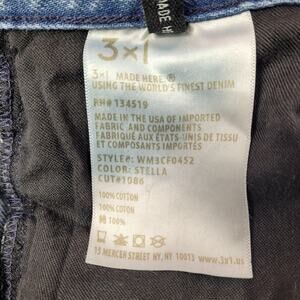 MADE H
3×1
3×1 MADE HERE.®
USING THE WORLD'S FINEST DENIM
RN# 134519
MADE IN THE USA OF IMPORTED
FABRIC AND COMPONENTS
FABRIQUÉ AUX ÉTATS-UNIS DE TISSU
ET COMPOSANTS IMPORTÉS
STYLE#: WM3CF0452
COLOR: STELLA
CUT#1086
100% COTTON
100% COTON
100%
15 MERCER STREET, NY, NY 10013 WWW.3x1.us